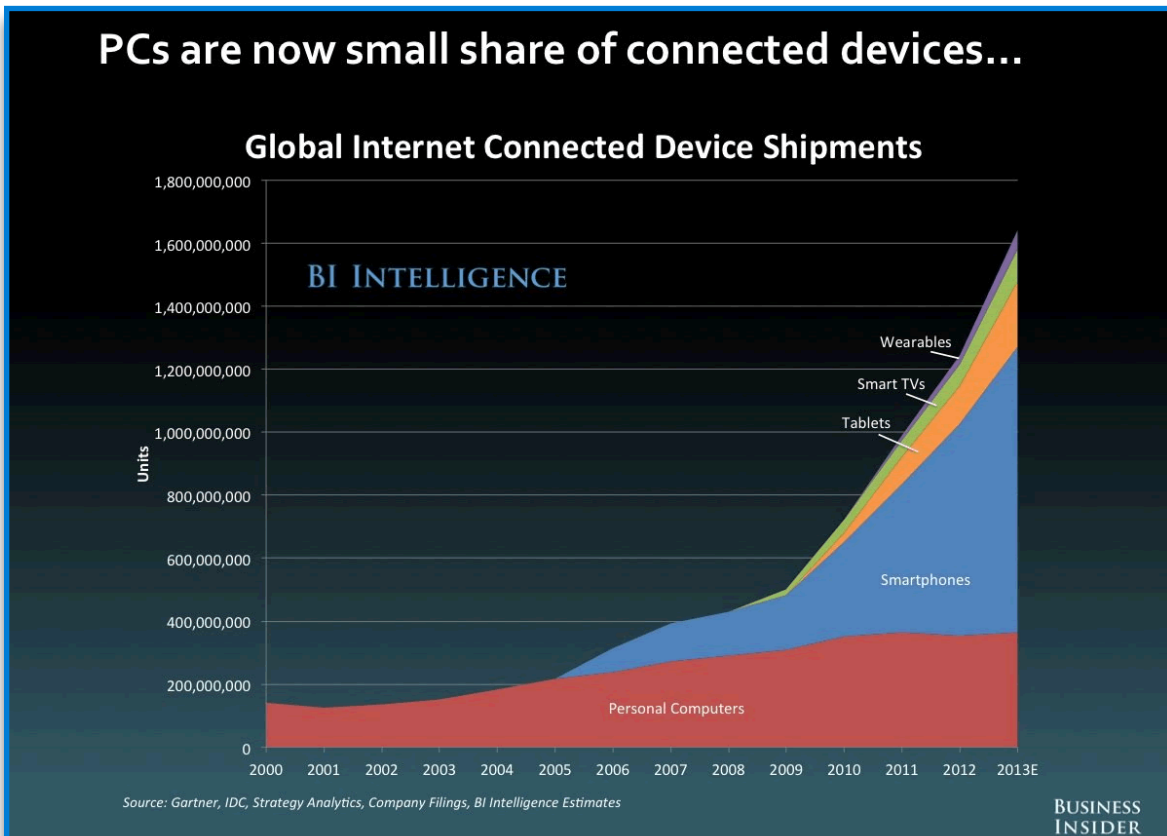 PCs are now small share of connected devices...
Global Internet Connected Device Shipments
1,800,000,000
1,600,000,000
BI INTELLIGENCE
1,400,000,000
Wearables
1,200,000,000
Smart TVs
Tablets
1,000,000,000
Units
800,000,000
600,000,000
Smartphones
400,000,000
200,000,000
Personal Computers
0
2000 2001 2002 2003 2004 2005 2006 2007 2008 2009 2010 2011 2012 2013E
Source: Gartner, IDC, Strategy Analytics, Company Filings, BI Intelligence Estimates
BUSINESS
INSIDER